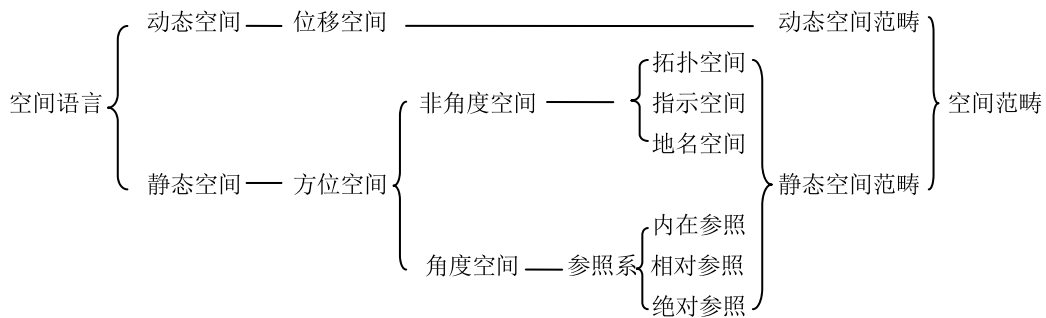 动态空间 位移空间 动态空间范畴
拓扑空间
空间语言 非角度空间 指示空间 空间范畴
地名空间
静态空间 方位空间 静态空间范畴
内在参照
角度空间 参照系 相对参照
绝对参照